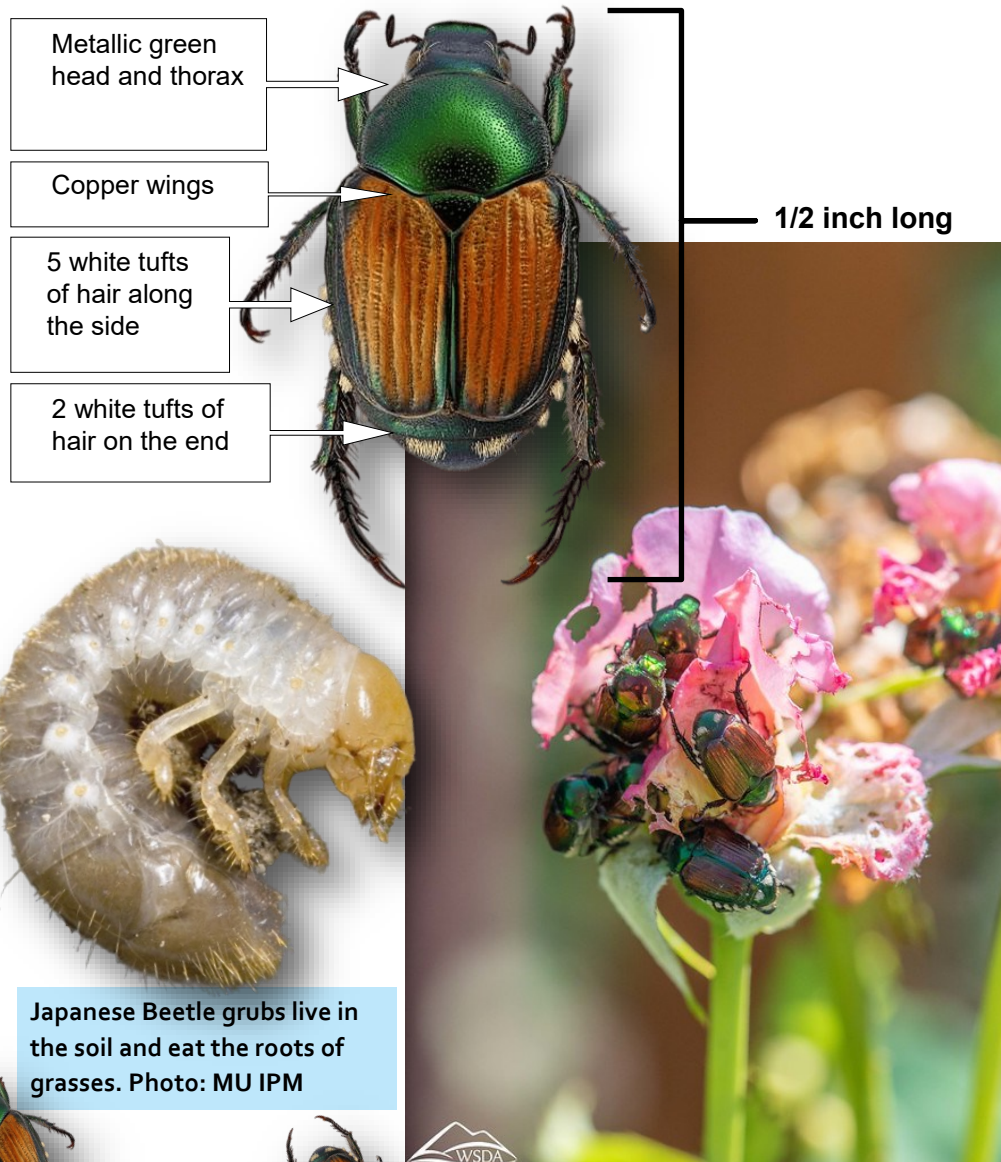 Metallic green
head and thorax
Copper wings
5 white tufts
of hair along
the side
2 white tufts of
hair on the end
1/2 inch long
Japanese Beetle grubs live in
the soil and eat the roots of
grasses. Photo: MU IPM
WSDA